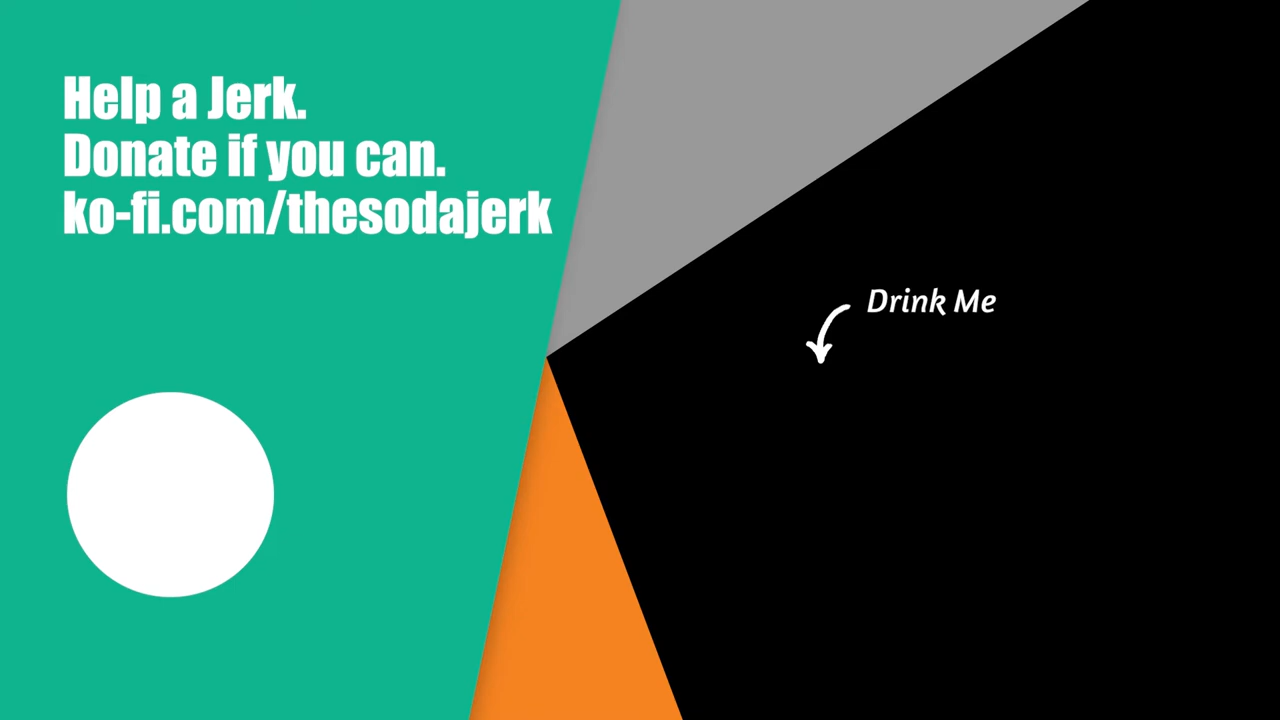 Help a Jerk.
Donate if you can.
ko-fi.com/thesodajerk
Drink Me